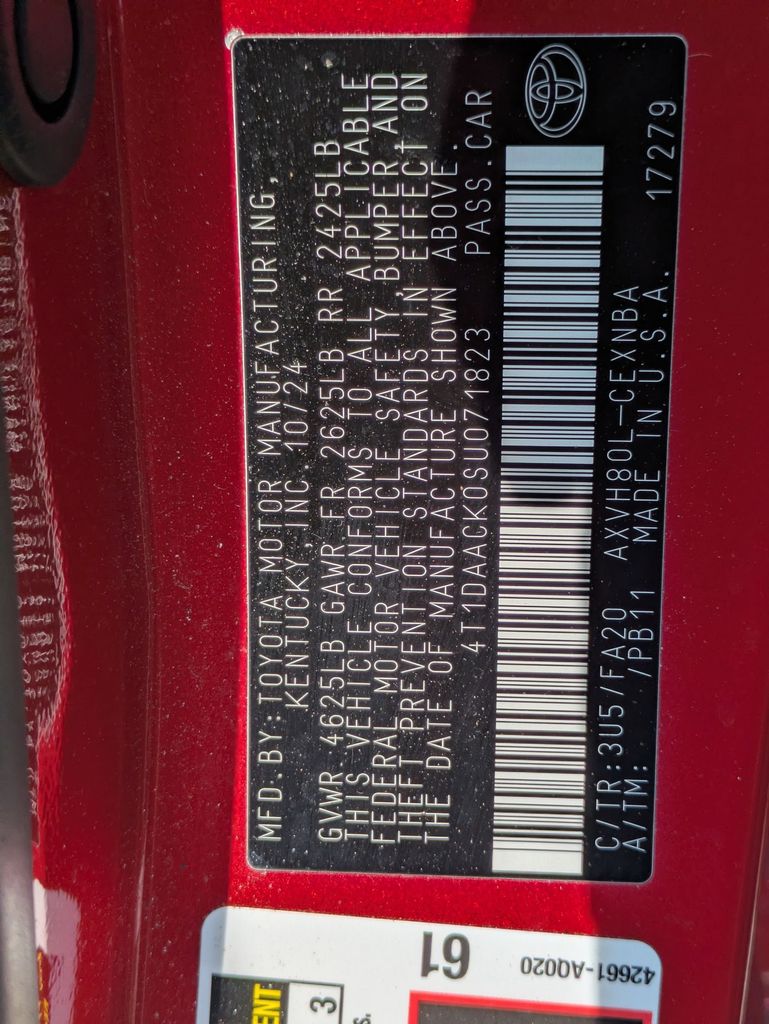 MFD.BY:TOYOTA MOTOR MANUFACTURING,
KENTUCKY,INC. 10/24
GVWR 4625LB GAWR FR 2625LB RR 2425LB
THIS VEHICLE CONFORMS TO ALL APPLICABLE
FEDERAL MOTOR VEHICLE SAFETY,BUMPER,AND
THEFT PREVENTION STANDARDS IN EFFECT ON
THE DATE OF MANUFACTURE SHOWN ABOVE.
4T1DAACK0SU071823 PASS.CAR
C/TR:3U5/FA20 AXVH80L-CEXNBA
A/TM: /PB11 MADE IN U.S.A. 17279
61
42661-AQ020
3